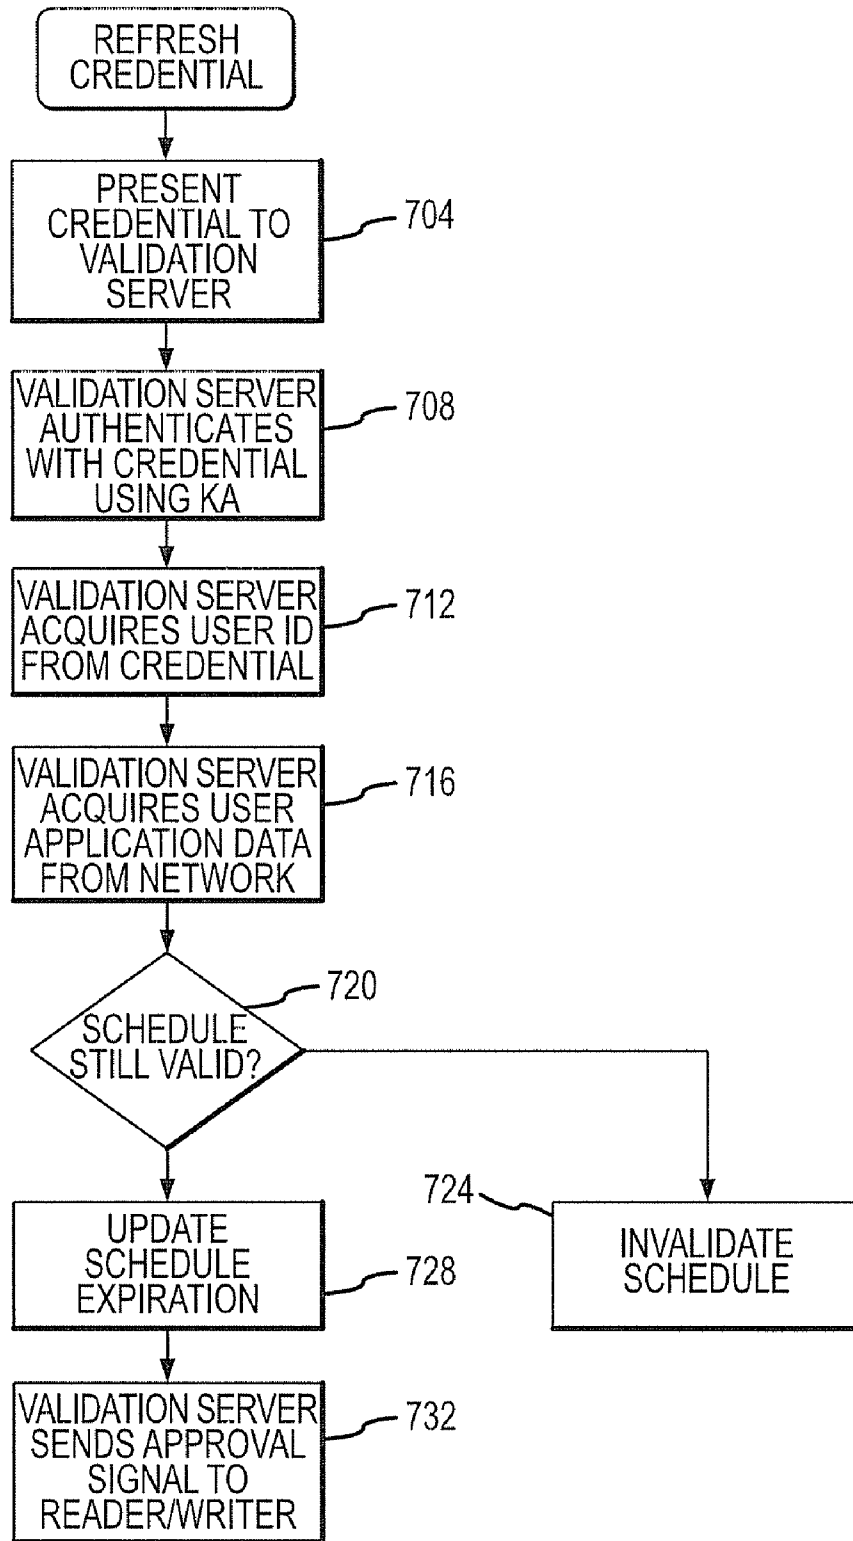 REFRESH
CREDENTIAL
PRESENT
CREDENTIAL TO
VALIDATION
SERVER
704
VALIDATION SERVER
AUTHENTICATES
WITH CREDENTIAL
USING KA
708
VALIDATION SERVER
ACQUIRES USER ID
FROM CREDENTIAL
712
VALIDATION SERVER
ACQUIRES USER
APPLICATION DATA
FROM NETWORK
716
720
SCHEDULE
STILL VALID?
724
INVALIDATE
SCHEDULE
UPDATE
SCHEDULE
EXPIRATION
728
VALIDATION SERVER
SENDS APPROVAL
SIGNAL TO
READER/WRITER
732